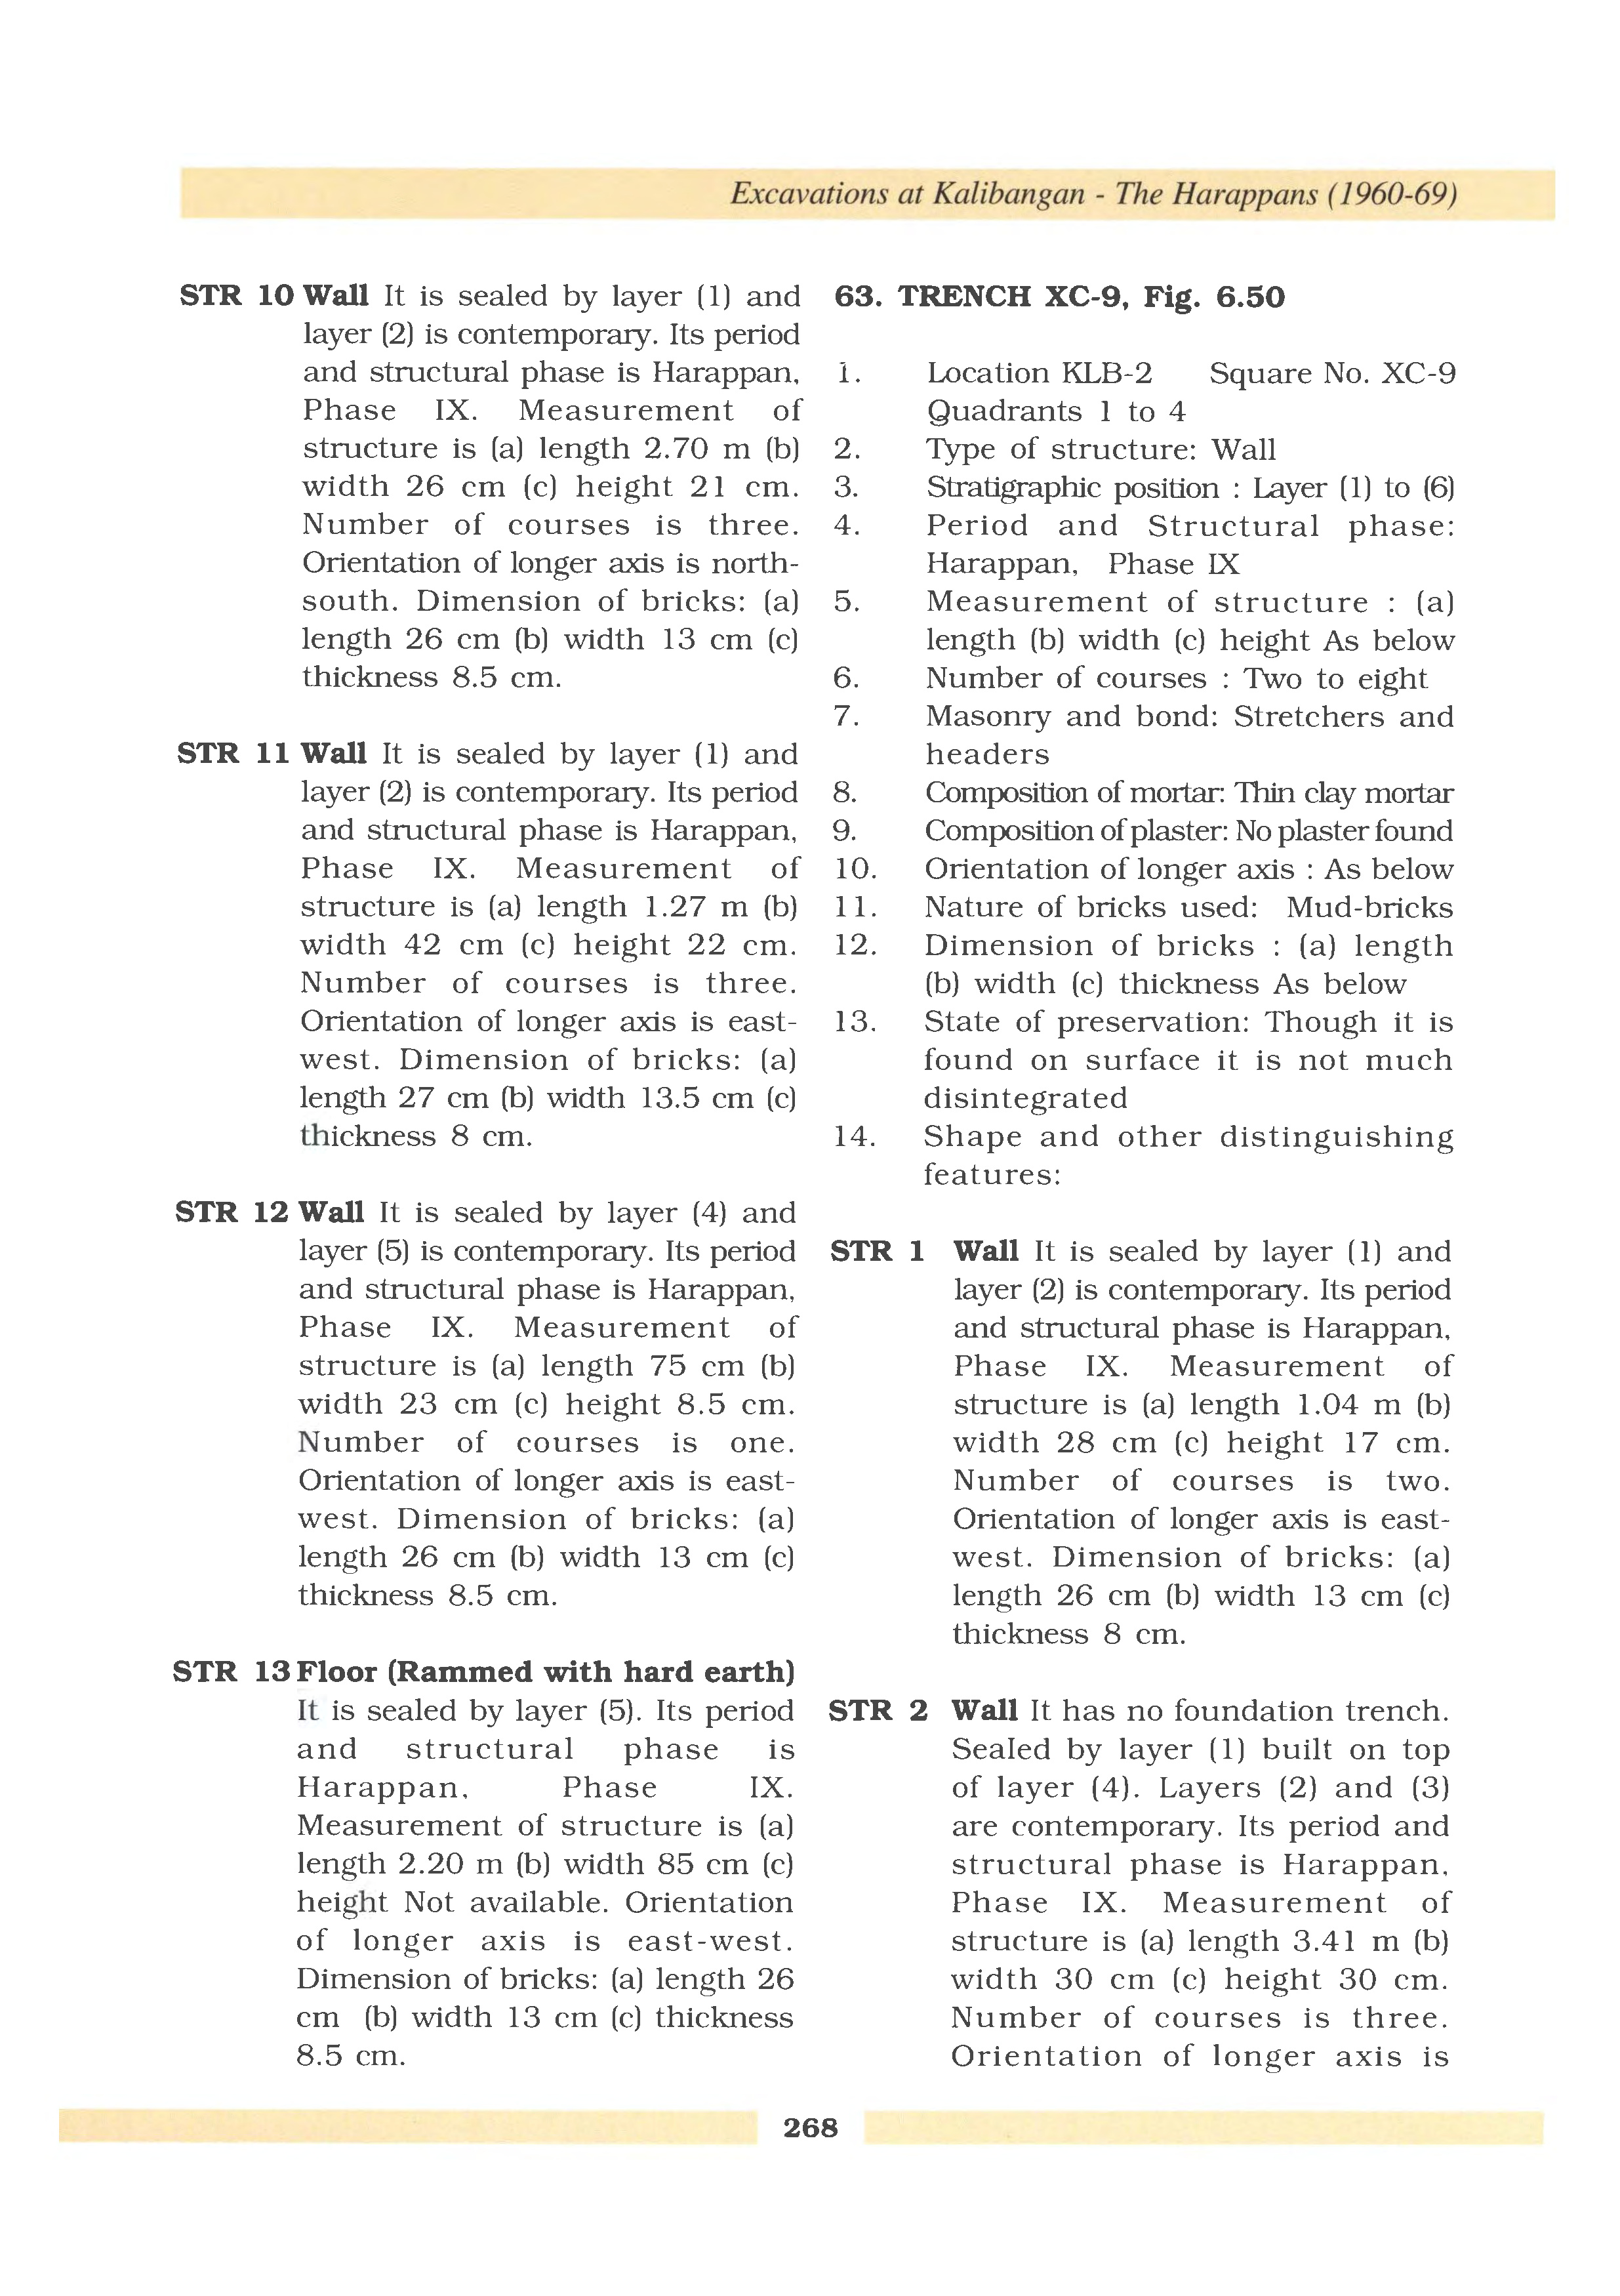 Excavations at Kalibangan - The Harappans (1960-69)
STR 10 Wall It is sealed by layer (1) and
layer (2) is contemporary. Its period
and structural phase is Harappan,
Phase IX. Measurement of
structure is (a) length 2.70 m (b)
width 26 cm (c) height 21 cm.
Number of courses is three.
Orientation of longer axis is north-
south. Dimension of bricks: (a)
length 26 cm (b) width 13 cm (c)
thickness 8.5 cm.
STR 11 Wall It is sealed by layer (1) and
layer (2) is contemporary. Its period
and structural phase is Harappan,
Phase IX. Measurement of
structure is (a) length 1.27 m (b)
width 42 cm (c) height 22 cm.
Number of courses is three.
Orientation of longer axis is east-
west. Dimension of bricks: (a)
length 27 cm (b) width 13.5 cm (c)
thickness 8 cm.
STR 12 Wall It is sealed by layer (4) and
layer (5) is contemporary. Its period
and structural phase is Harappan,
Phase IX. Measurement of
structure is (a) length 75 cm (b)
width 23 cm (c) height 8.5 cm.
Number of courses is one.
Orientation of longer axis is east-
west. Dimension of bricks: (a)
length 26 cm (b) width 13 cm (c)
thickness 8.5 cm.
STR 13 Floor (Rammed with hard earth)
It is sealed by layer (5). Its period
and structural phase is
Harappan, Phase IX.
Measurement of structure is (a)
length 2.20 m (b) width 85 cm (c)
height Not available. Orientation
of longer axis is east-west.
Dimension of bricks: (a) length 26
cm (b) width 13 cm (c) thickness
8.5 cm.
63. TRENCH XC-9, Fig. 6.50
1. Location KLB-2 Square No. XC-9
Quadrants 1 to 4
2. Type of structure: Wall
3. Stratigraphic position : Layer (1) to (6)
4. Period and Structural phase:
Harappan, Phase IX
5. Measurement of structure : (a)
length (b) width (c) height As below
6. Number of courses : Two to eight
7. Masonry and bond: Stretchers and
headers
8. Composition of mortar: Thin clay mortar
9. Composition of plaster: No plaster found
10. Orientation of longer axis : As below
11. Nature of bricks used: Mud-bricks
12. Dimension of bricks : (a) length
(b) width (c) thickness As below
13. State of preservation: Though it is
found on surface it is not much
disintegrated
14. Shape and other distinguishing
features:
STR 1 Wall It is sealed by layer (1) and
layer (2) is contemporary. Its period
and structural phase is Harappan,
Phase IX. Measurement of
structure is (a) length 1.04 m (b)
width 28 cm (c) height 17 cm.
Number of courses is two.
Orientation of longer axis is east-
west. Dimension of bricks: (a)
length 26 cm (b) width 13 cm (c)
thickness 8 cm.
STR 2 Wall It has no foundation trench.
Sealed by layer (1) built on top
of layer (4). Layers (2) and (3)
are contemporary. Its period and
structural phase is Harappan,
Phase IX. Measurement of
structure is (a) length 3.41 m (b)
width 30 cm (c) height 30 cm.
Number of courses is three.
Orientation of longer axis is
268